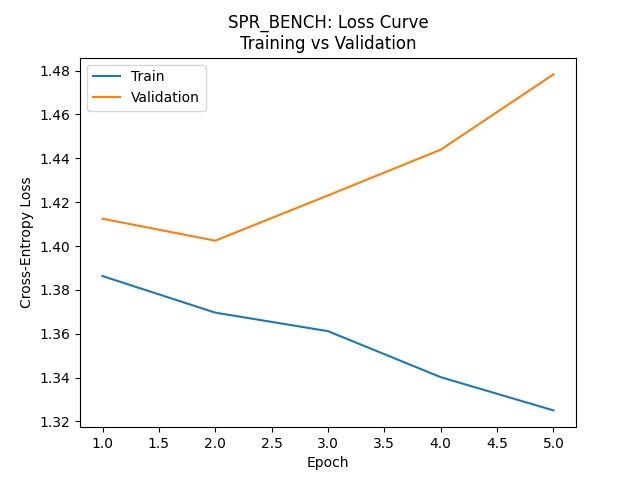 SPR_BENCH: Loss Curve
Training vs Validation
Train
Validation
Cross-Entropy Loss
1.48
1.46
1.44
1.42
1.40
1.38
1.36
1.34
1.32
1.0 1.5 2.0 2.5 3.0 3.5 4.0 4.5 5.0
Epoch